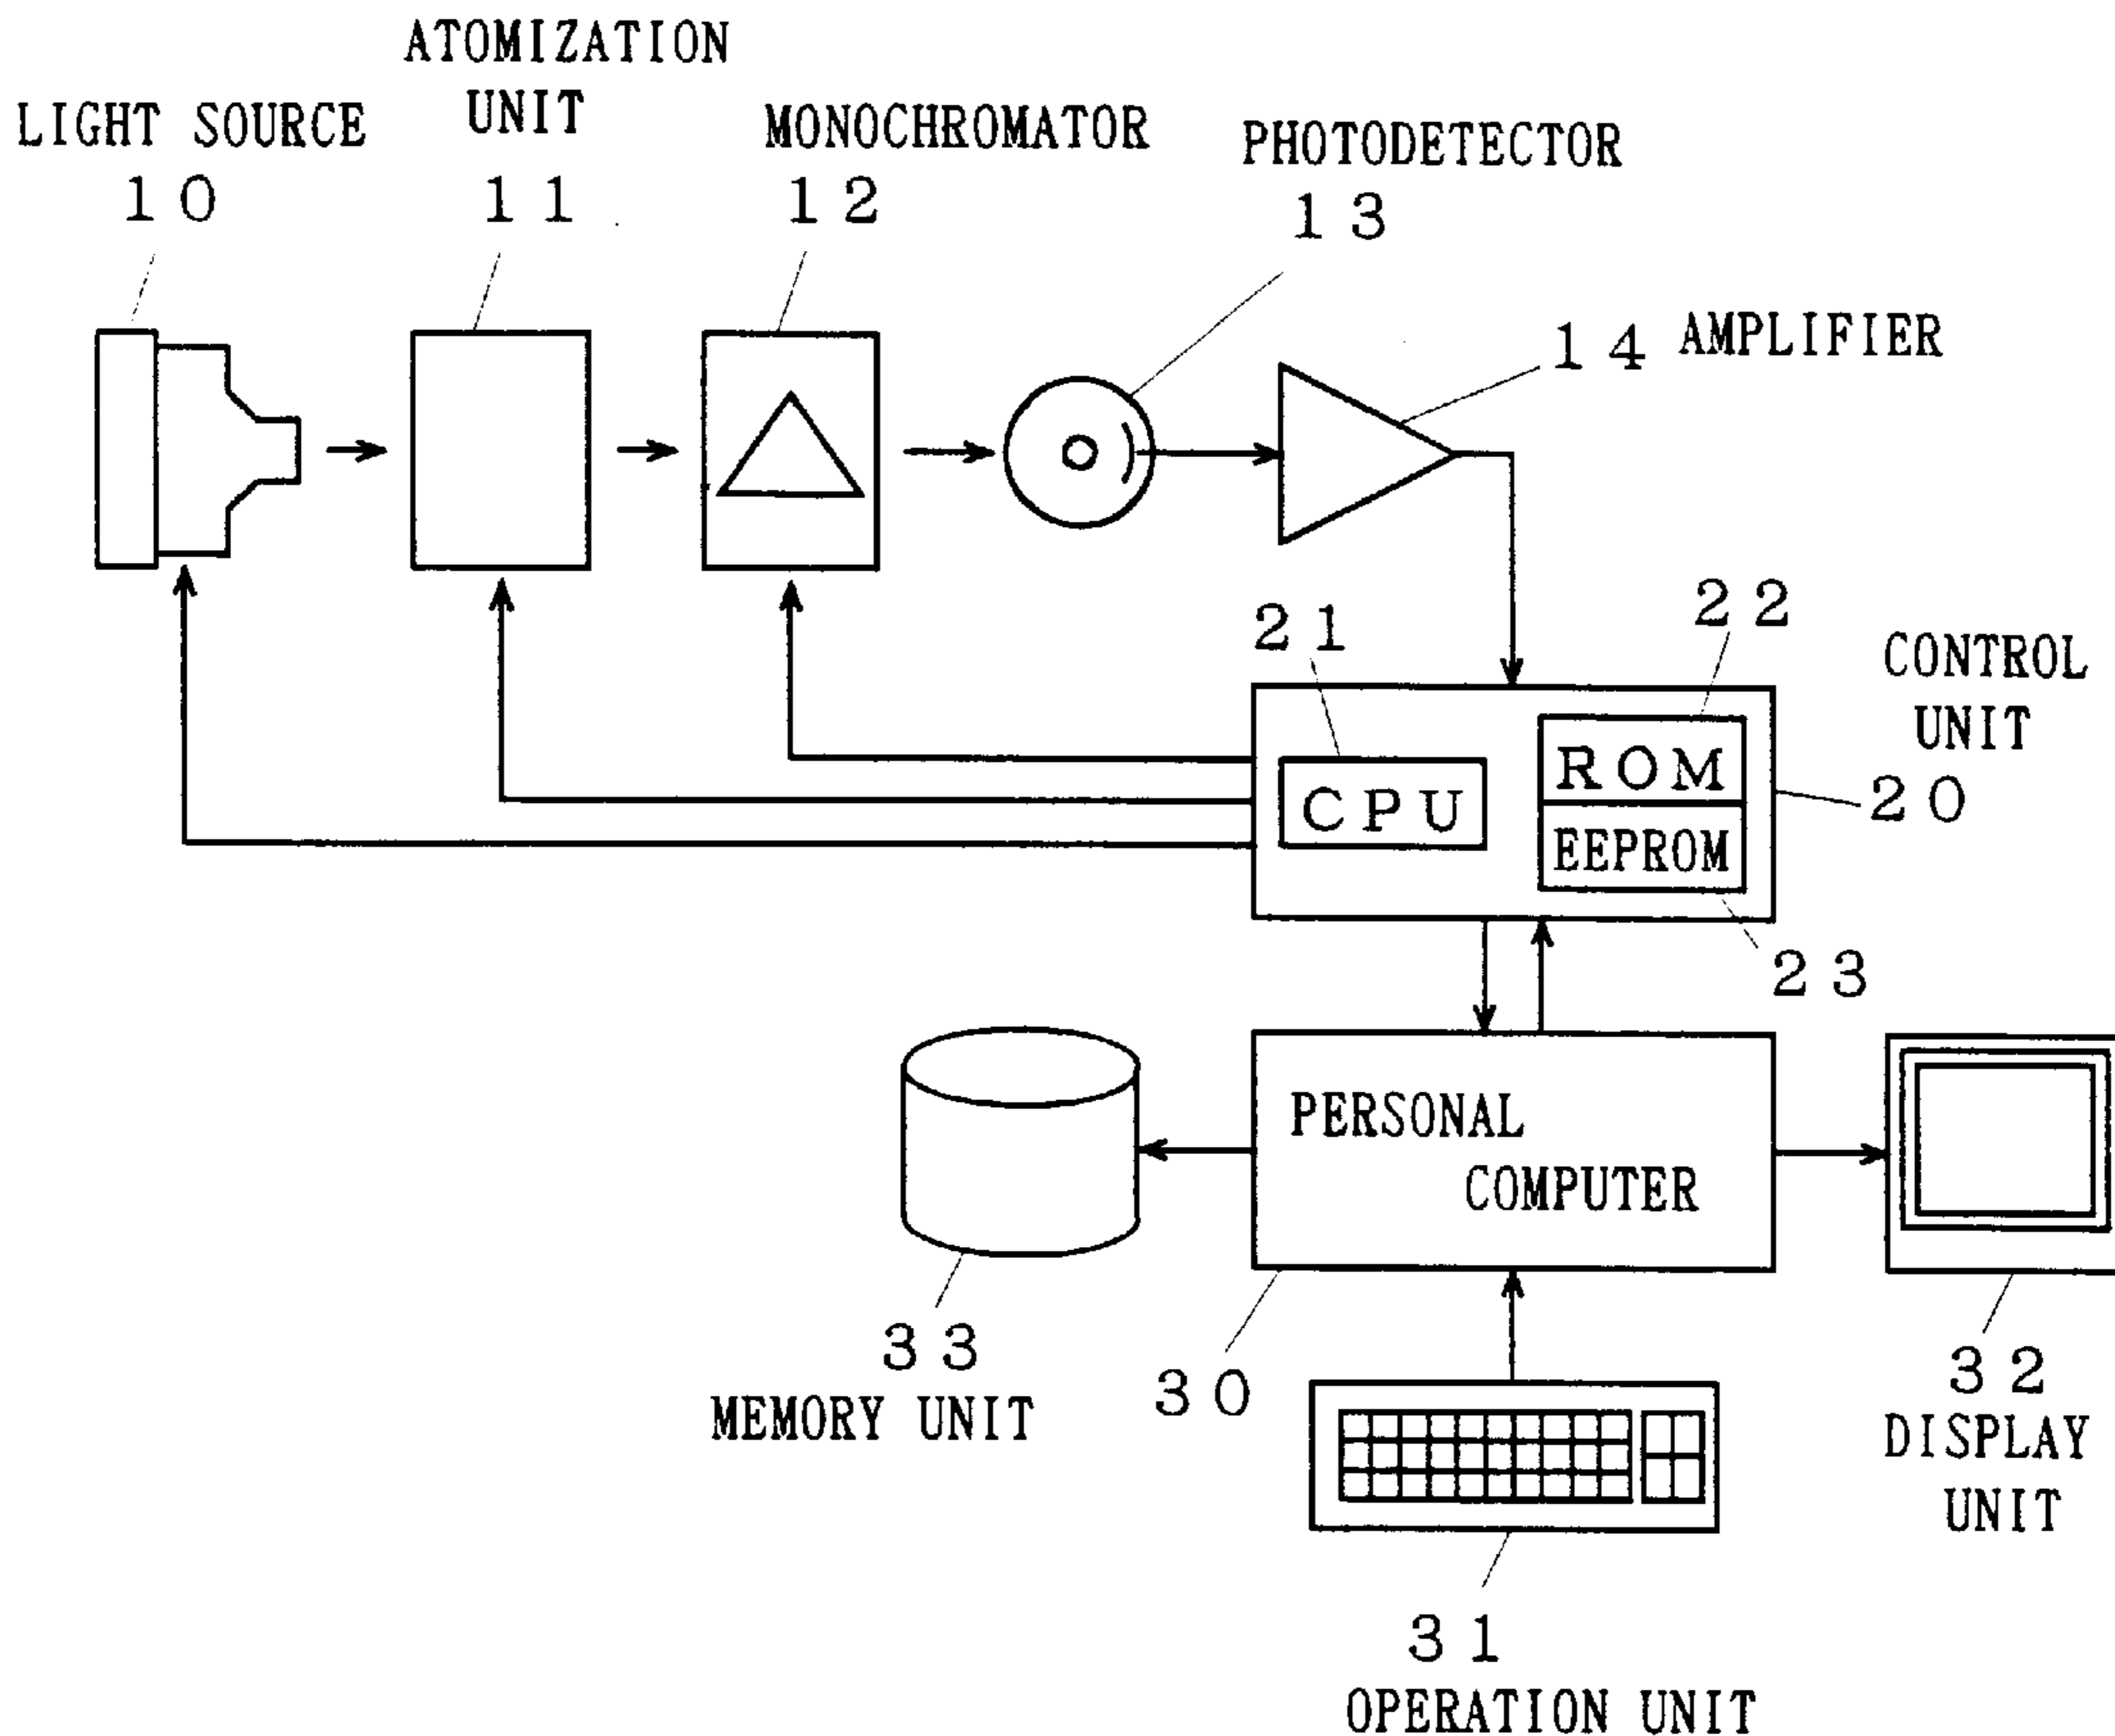 LIGHT SOURCE
10
ATOMIZATION
UNIT
11
MONOCHROMATOR
12
PHOTODETECTOR
13
14 AMPLIFIER
21
CPU
22
ROM
EEPROM
23
CONTROL
UNIT
20
PERSONAL
COMPUTER
30
33
MEMORY UNIT
32
DISPLAY
UNIT
31
OPERATION UNIT